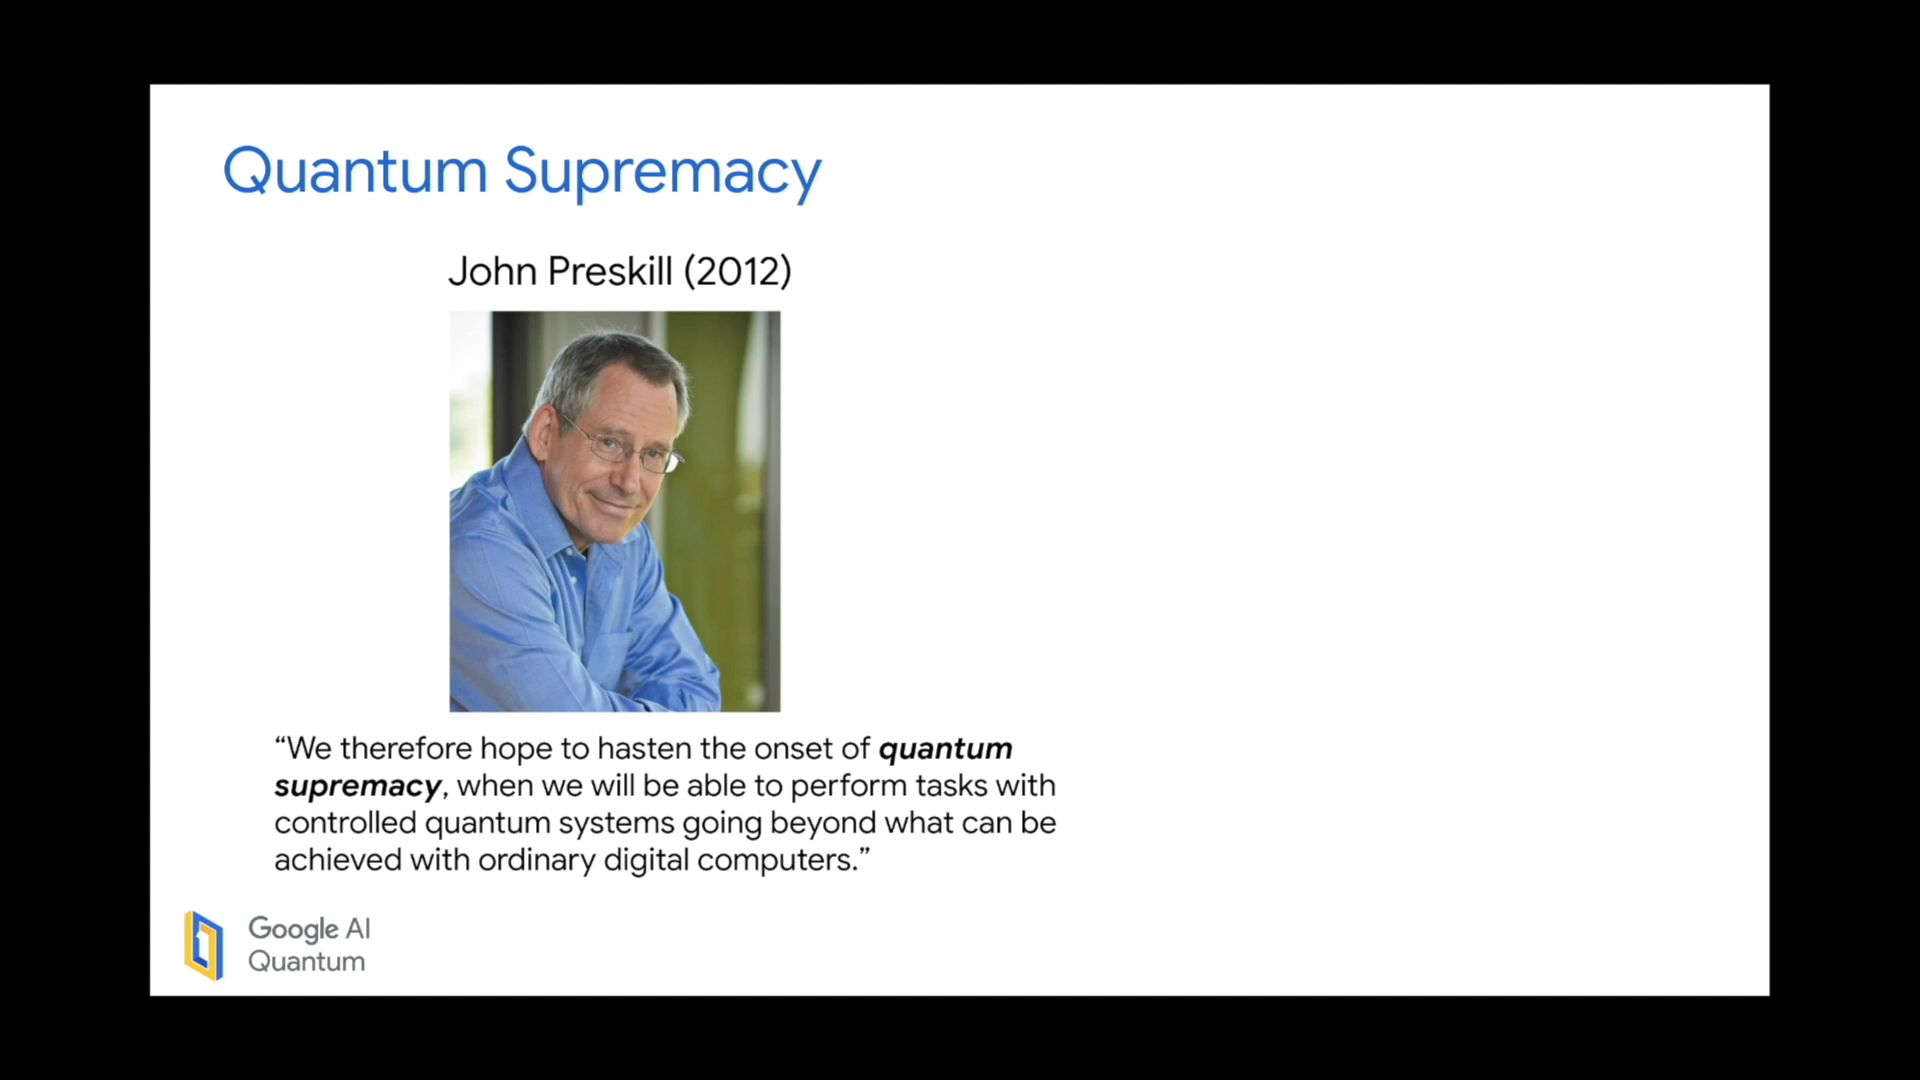 Quantum Supremacy
John Preskill (2012)
“We therefore hope to hasten the onset of quantum
supremacy, when we will be able to perform tasks with
controlled quantum systems going beyond what can be
achieved with ordinary digital computers.”
Google AI
Quantum